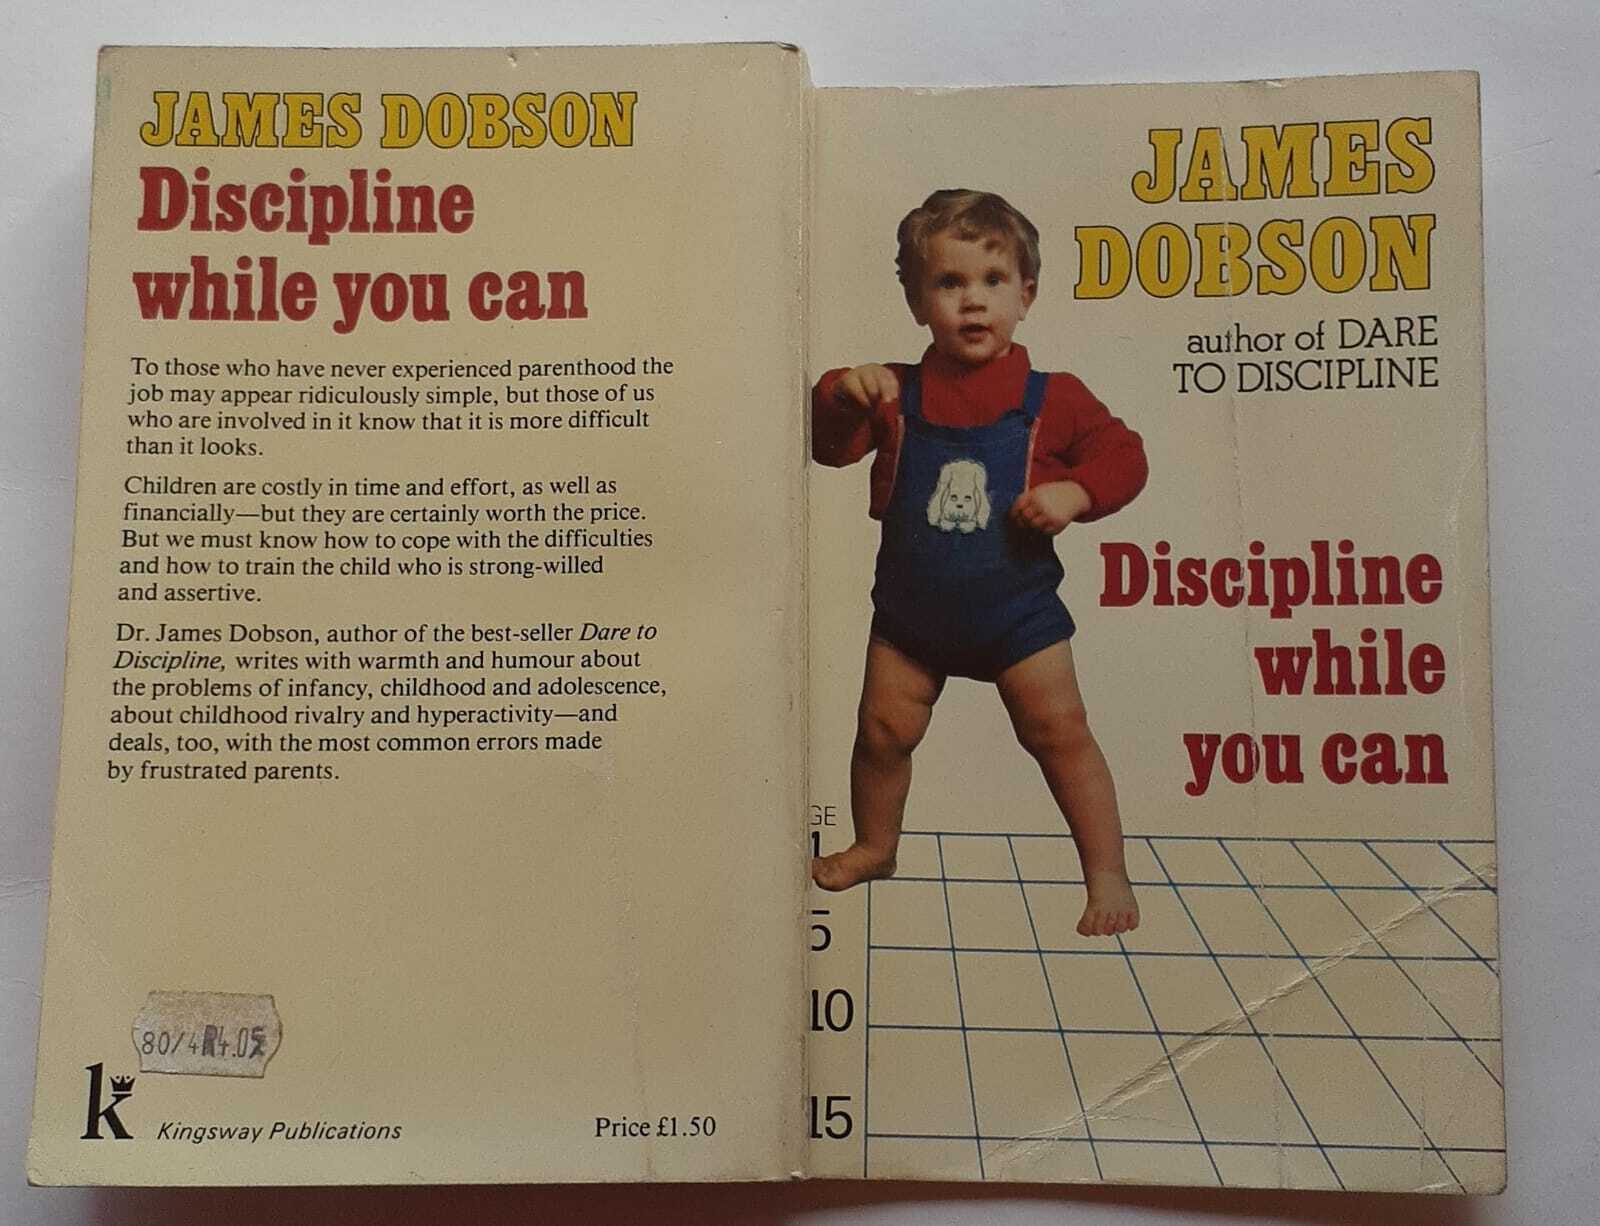 JAMES DOBSON
Discipline
while you can
To those who have never experienced parenthood the
job may appear ridiculously simple, but those of us
who are involved in it know that it is more difficult
than it looks.
Children are costly in time and effort, as well as
financially—but they are certainly worth the price.
But we must know how to cope with the difficulties
and how to train the child who is strong-willed
and assertive.
Dr. James Dobson, author of the best-seller Dare to
Discipline, writes with warmth and humour about
the problems of infancy, childhood and adolescence,
about childhood rivalry and hyperactivity—and
deals, too, with the most common errors made
by frustrated parents.
80/4 R4.05
k
Kingsway Publications
Price £1.50
JAMES
DOBSON
author of DARE
TO DISCIPLINE
Discipline
while
you can
GE
1
5
10
15